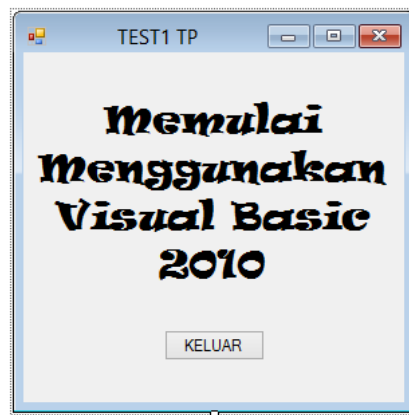 TEST1 TP
Memulai
Menggunakan
Visual Basic
2010
KELUAR